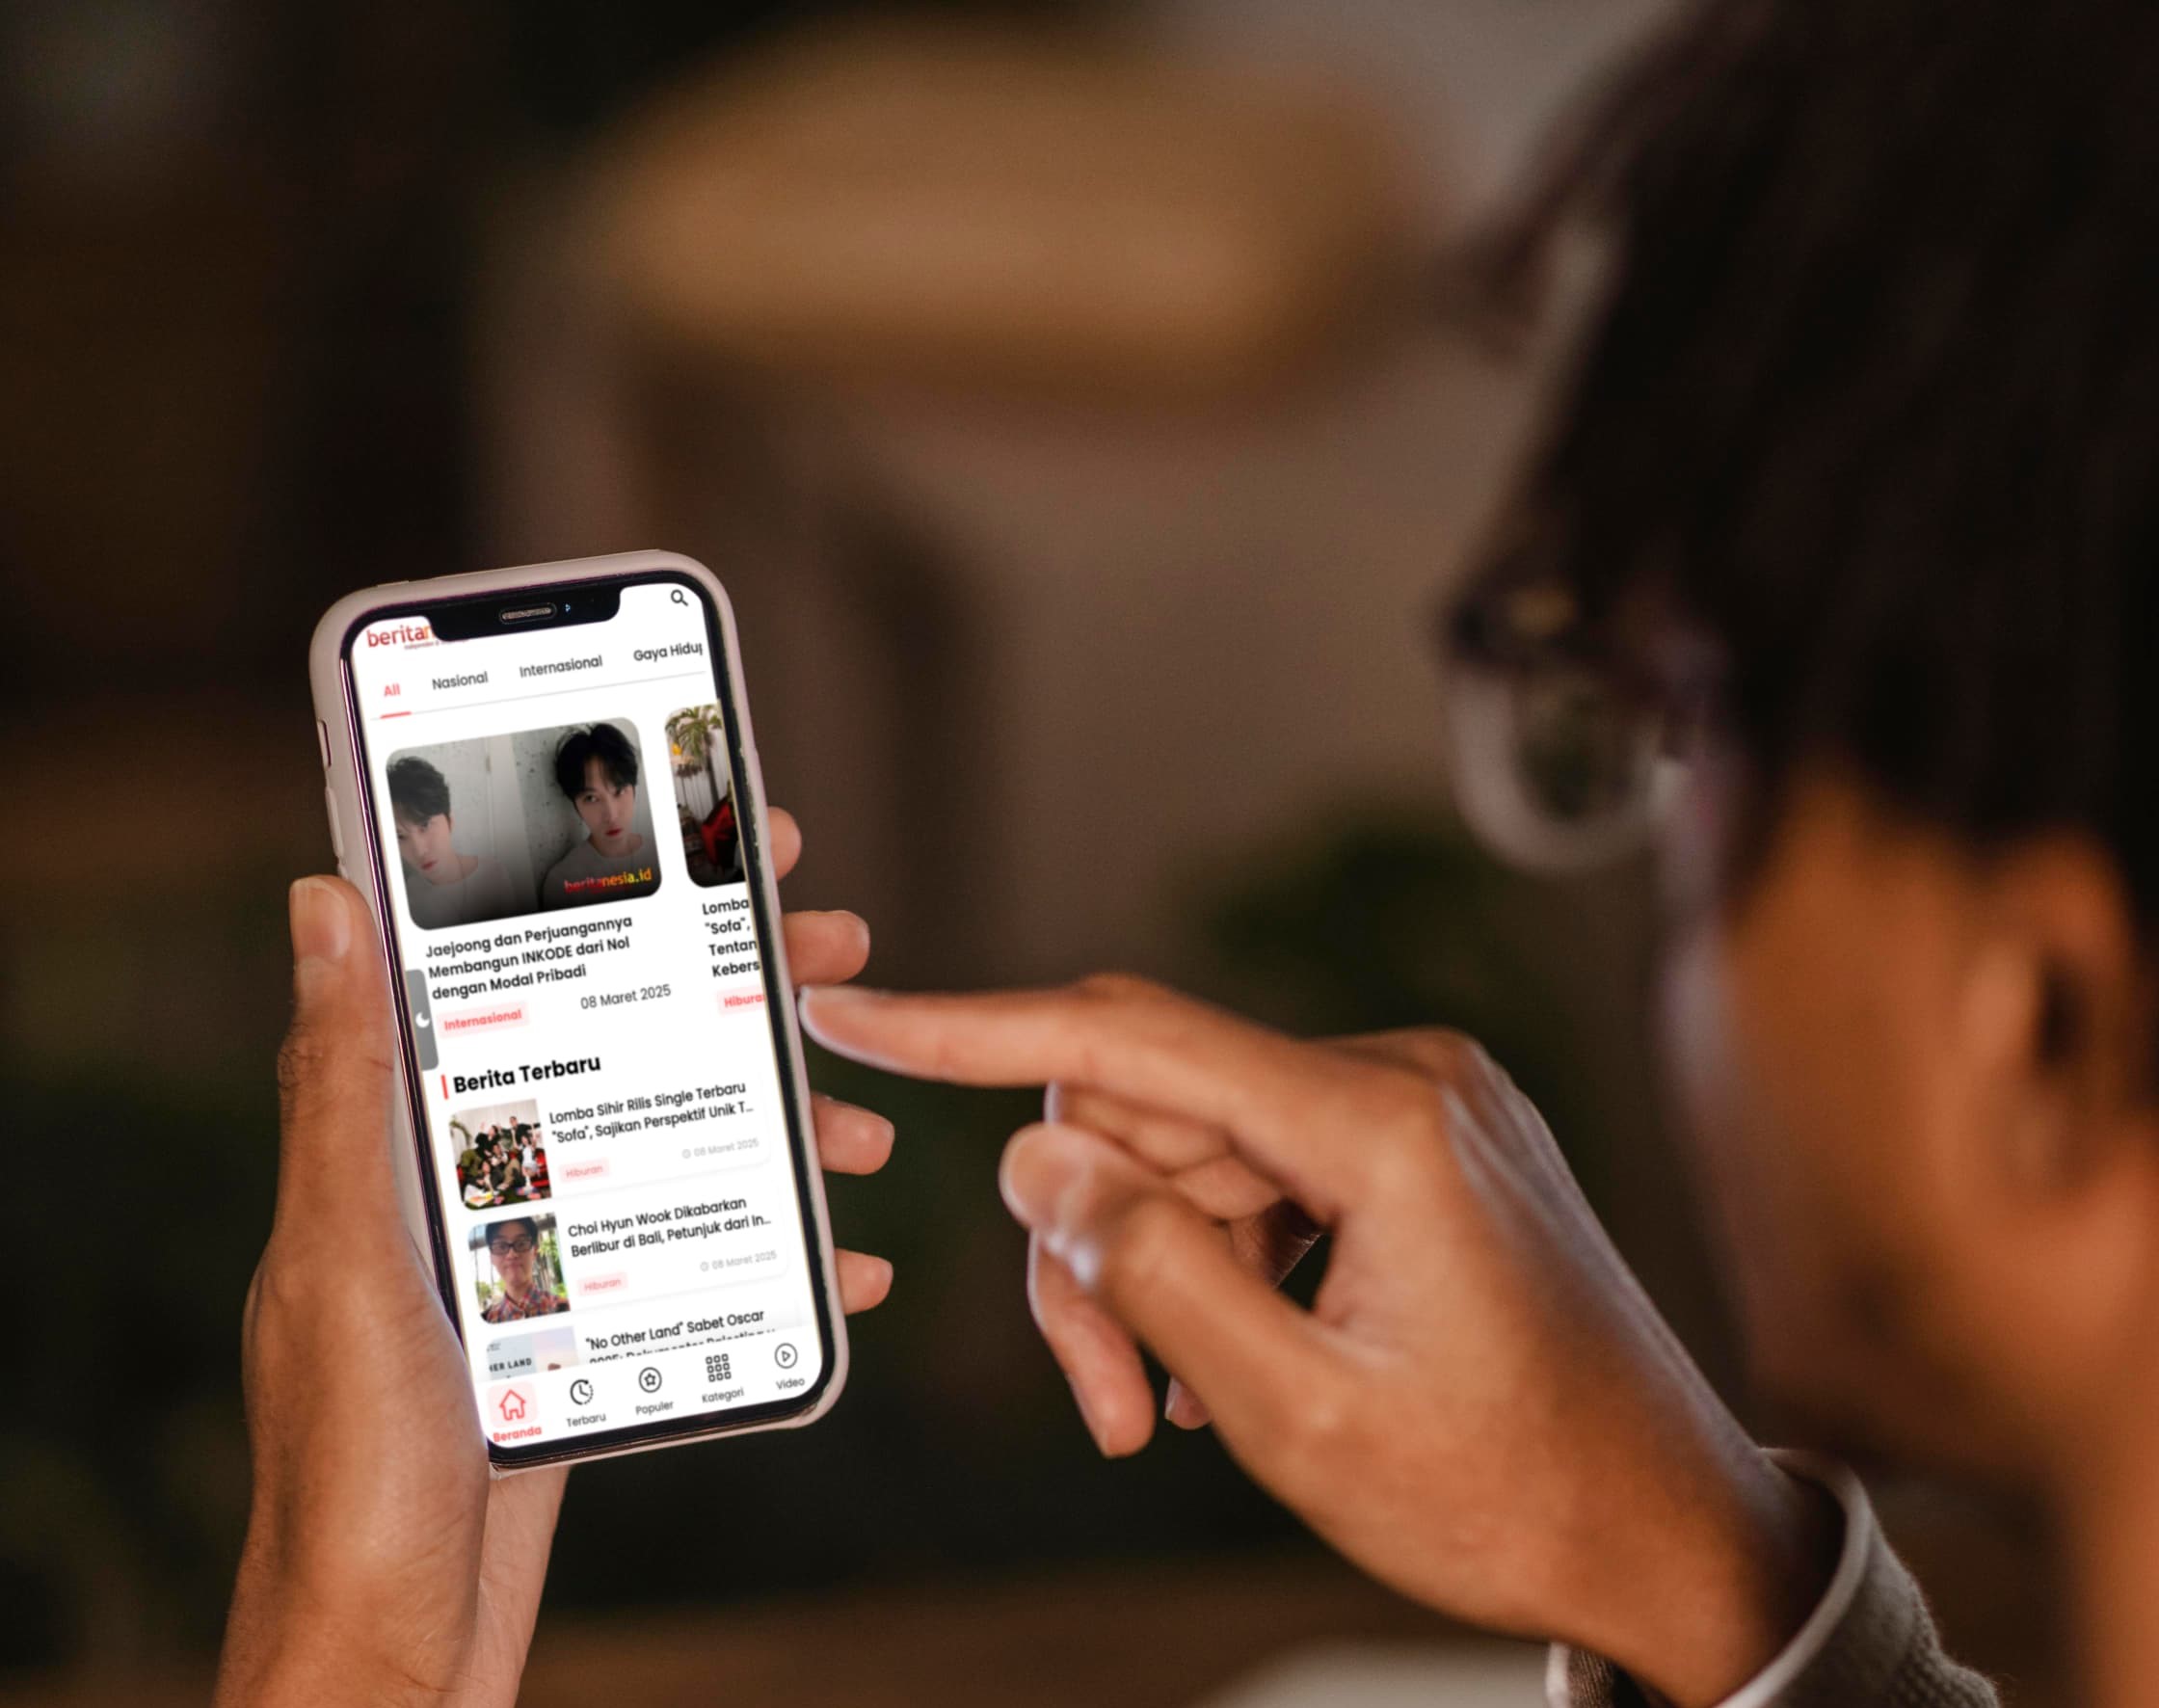 berita
All Nasional Internasional Gaya Hidup
beritanesia.id
Jaejoong dan Perjuangannya
Membangun INKODE dari Nol
dengan Modal Pribadi
Internasional 08 Maret 2025
Lomba
"Sofa",
Tentan
Kebers
Hibura
Berita Terbaru
Lomba Sihir Rilis Single Terbaru
"Sofa", Sajikan Perspektif Unik T...
Hiburan 08 Maret 2025
Choi Hyun Wook Dikabarkan
Berlibur di Bali, Petunjuk dari In...
Hiburan 08 Maret 2025
"No Other Land" Sabet Oscar
HER LAND
Beranda Terbaru Populer Kategori Video